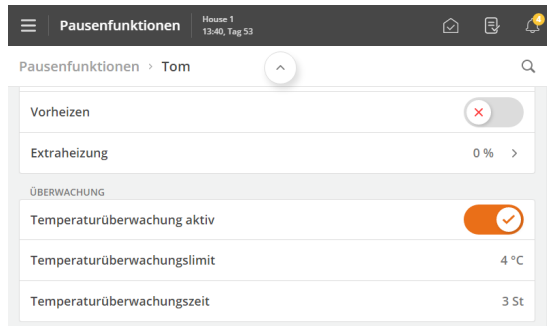 Pausenfunktionen
House 1
13:40, Tag 53
4
Pausenfunktionen > Tom
Vorheizen
Extraheizung 0 % >
ÜBERWACHUNG
Temperaturüberwachung aktiv
Temperaturüberwachungslimit 4 °C
Temperaturüberwachungszeit 3 St